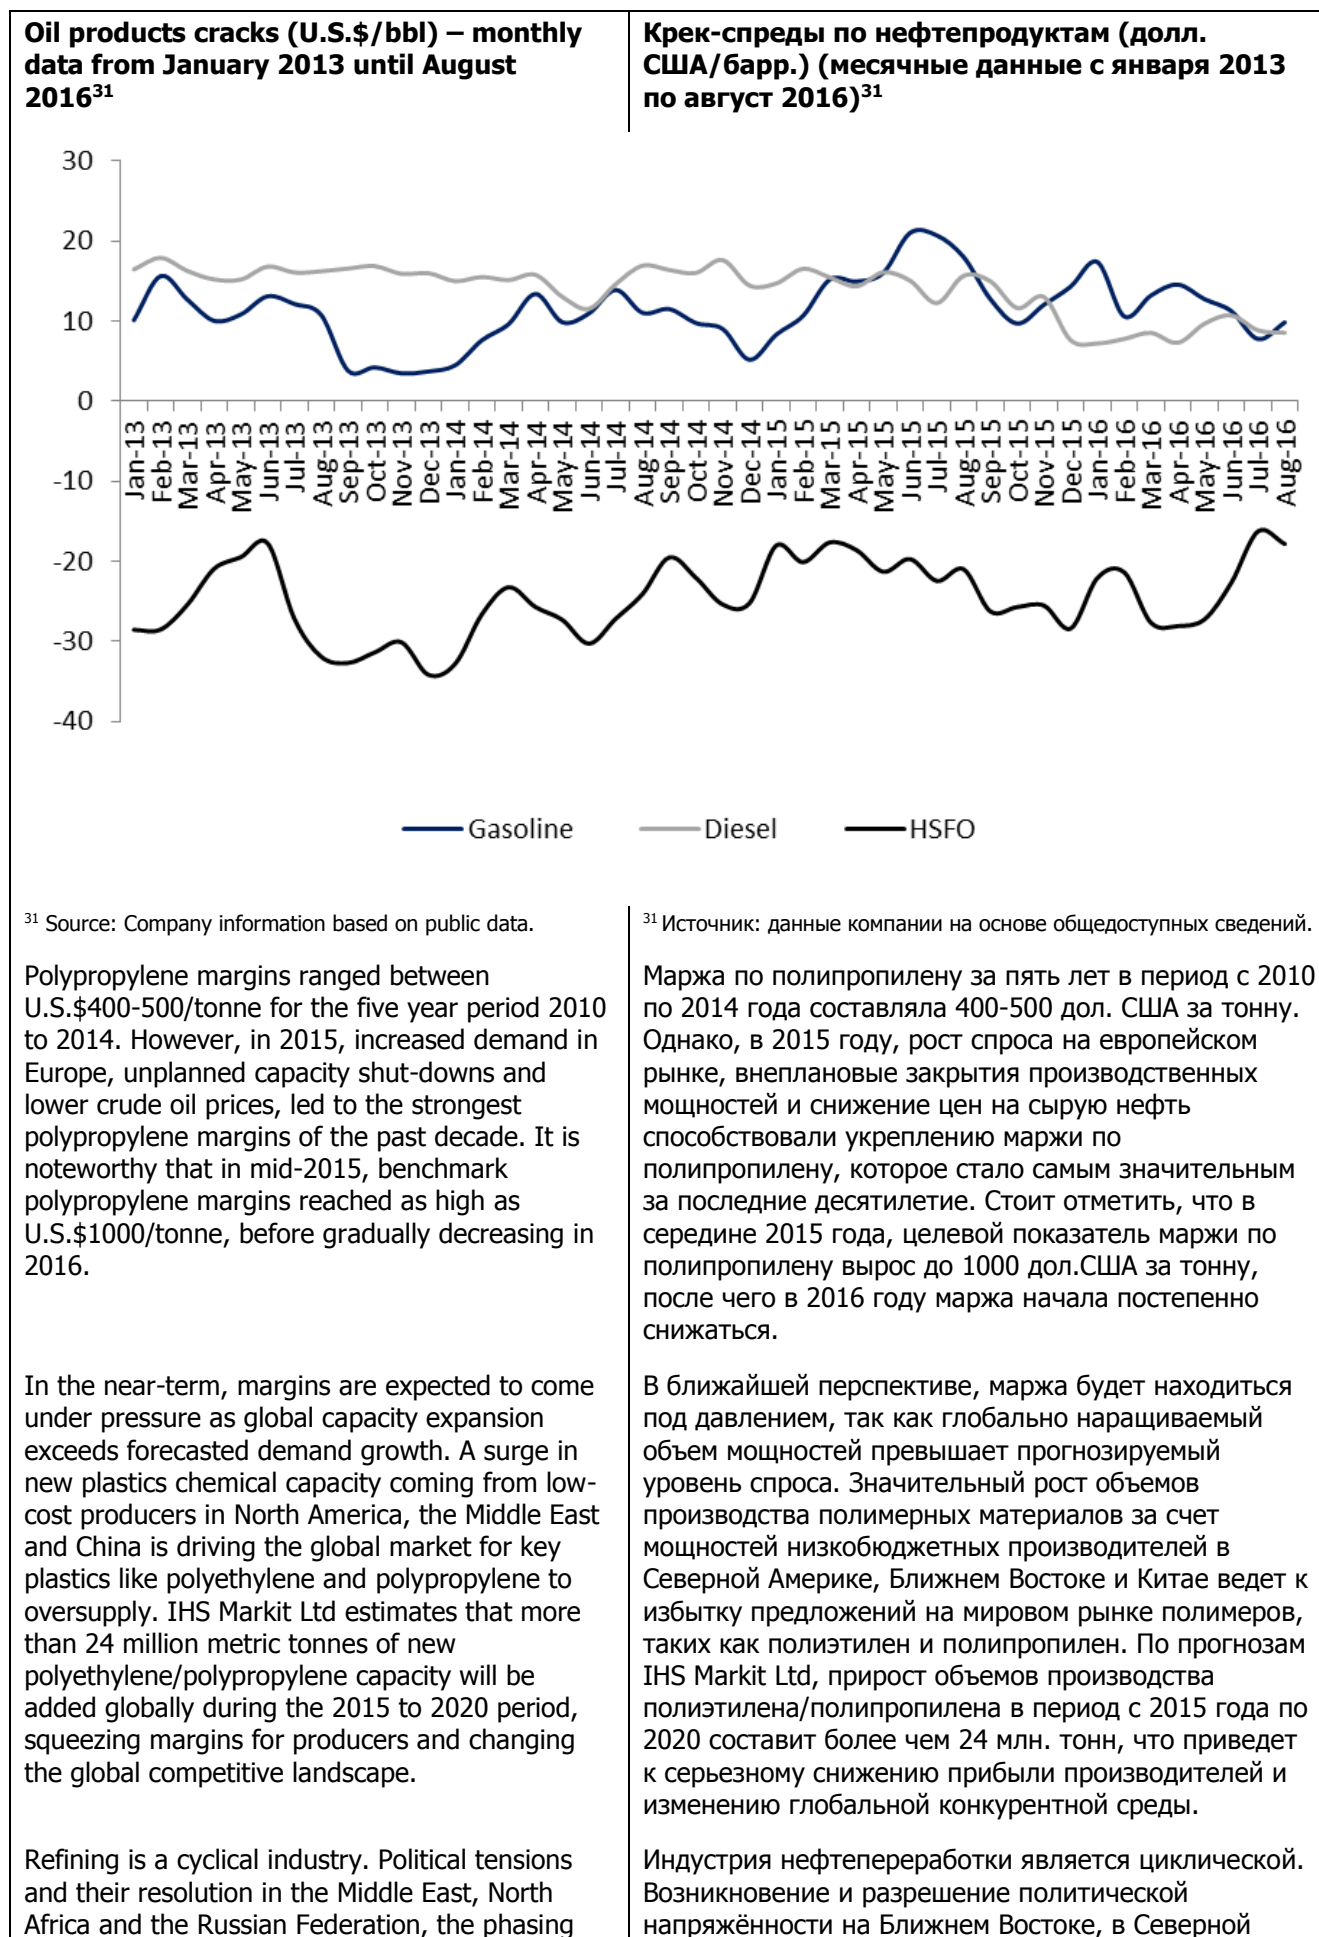 Oil products cracks (U.S.$/bbl) – monthly
data from January 2013 until August
2016³¹
Крек-спреды по нефтепродуктам (долл.
США/барр.) (месячные данные с января 2013
по август 2016)³¹
30
20
10
0
-10
-20
-30
-40
Jan-13
Feb-13
Mar-13
Apr-13
May-13
Jun-13
Jul-13
Aug-13
Sep-13
Oct-13
Nov-13
Dec-13
Jan-14
Feb-14
Mar-14
Apr-14
May-14
Jun-14
Jul-14
Aug-14
Sep-14
Oct-14
Nov-14
Dec-14
Jan-15
Feb-15
Mar-15
Apr-15
May-15
Jun-15
Jul-15
Aug-15
Sep-15
Oct-15
Nov-15
Dec-15
Jan-16
Feb-16
Mar-16
Apr-16
May-16
Jun-16
Jul-16
Aug-16
Gasoline
Diesel
HSFO
³¹ Source: Company information based on public data.
³¹ Источник: данные компании на основе общедоступных сведений.
Polypropylene margins ranged between
U.S.$400-500/tonne for the five year period 2010
to 2014. However, in 2015, increased demand in
Europe, unplanned capacity shut-downs and
lower crude oil prices, led to the strongest
polypropylene margins of the past decade. It is
noteworthy that in mid-2015, benchmark
polypropylene margins reached as high as
U.S.$1000/tonne, before gradually decreasing in
2016.
Маржа по полипропилену за пять лет в период с 2010
по 2014 года составляла 400-500 дол. США за тонну.
Однако, в 2015 году, рост спроса на европейском
рынке, внеплановые закрытия производственных
мощностей и снижение цен на сырую нефть
способствовали укреплению маржи по
полипропилену, которое стало самым значительным
за последние десятилетие. Стоит отметить, что в
середине 2015 года, целевой показатель маржи по
полипропилену вырос до 1000 дол.США за тонну,
после чего в 2016 году маржа начала постепенно
снижаться.
In the near-term, margins are expected to come
under pressure as global capacity expansion
exceeds forecasted demand growth. A surge in
new plastics chemical capacity coming from low-
cost producers in North America, the Middle East
and China is driving the global market for key
plastics like polyethylene and polypropylene to
oversupply. IHS Markit Ltd estimates that more
than 24 million metric tonnes of new
polyethylene/polypropylene capacity will be
added globally during the 2015 to 2020 period,
squeezing margins for producers and changing
the global competitive landscape.
В ближайшей перспективе, маржа будет находиться
под давлением, так как глобально наращиваемый
объем мощностей превышает прогнозируемый
уровень спроса. Значительный рост объемов
производства полимерных материалов за счет
мощностей низкобюджетных производителей в
Северной Америке, Ближнем Востоке и Китае ведет к
избытку предложений на мировом рынке полимеров,
таких как полиэтилен и полипропилен. По прогнозам
IHS Markit Ltd, прирост объемов производства
полиэтилена/полипропилена в период с 2015 года по
2020 составит более чем 24 млн. тонн, что приведет
к серьезному снижению прибыли производителей и
изменению глобальной конкурентной среды.
Refining is a cyclical industry. Political tensions
and their resolution in the Middle East, North
Africa and the Russian Federation, the phasing
Индустрия нефтепереработки является циклической.
Возникновение и разрешение политической
напряжённости на Ближнем Востоке, в Северной